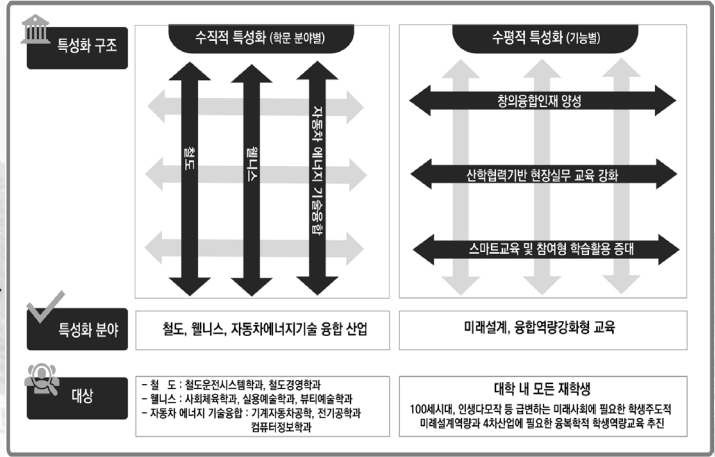 특성화 구조
수직적 특성화 (학문 분야별)
철도
웰니스
자동차 에너지 기술융합
수평적 특성화 (기능별)
창의융합인재 양성
산학협력기반 현장실무 교육 강화
스마트교육 및 참여형 학습활용 증대
특성화 분야
철도, 웰니스, 자동차에너지기술 융합 산업
미래설계, 융합역량강화형 교육
대상
– 철 도 : 철도운전시스템학과, 철도경영학과
– 웰니스 : 사회체육학과, 실용예술학과, 뷰티예술학과
– 자동차 에너지 기술융합 : 기계자동차공학, 전기공학과
컴퓨터정보학과
대학 내 모든 재학생
100세시대, 인생다모작 등 급변하는 미래사회에 필요한 학생주도적
미례설계역량과 4차산업에 필요한 융복학적 학생역량교육 추진